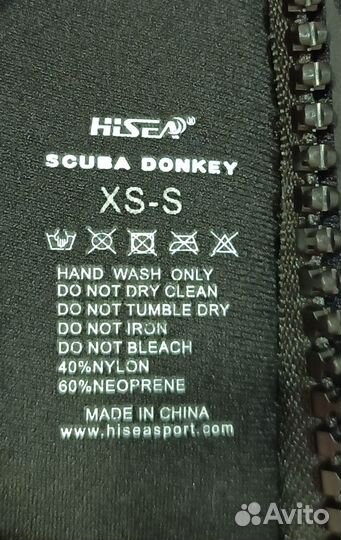 HISEA®
SCUBA DONKEY
XS-S
HAND WASH ONLY
DO NOT DRY CLEAN
DO NOT TUMBLE DRY
DO NOT IRON
DO NOT BLEACH
40%NYLON
60%NEOPRENE
MADE IN CHINA
www.hiseasport.com
Avito